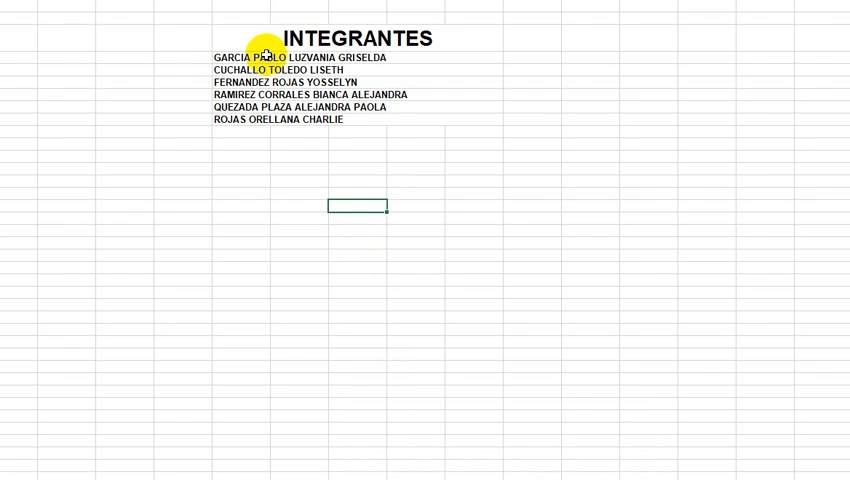 INTEGRANTES
GARCIA PABLO LUZVANIA GRISELDA
CUCHALLO TOLEDO LISETH
FERNANDEZ ROJAS YOSSELYN
RAMIREZ CORRALES BIANCA ALEJANDRA
QUEZADA PLAZA ALEJANDRA PAOLA
ROJAS ORELLANA CHARLIE